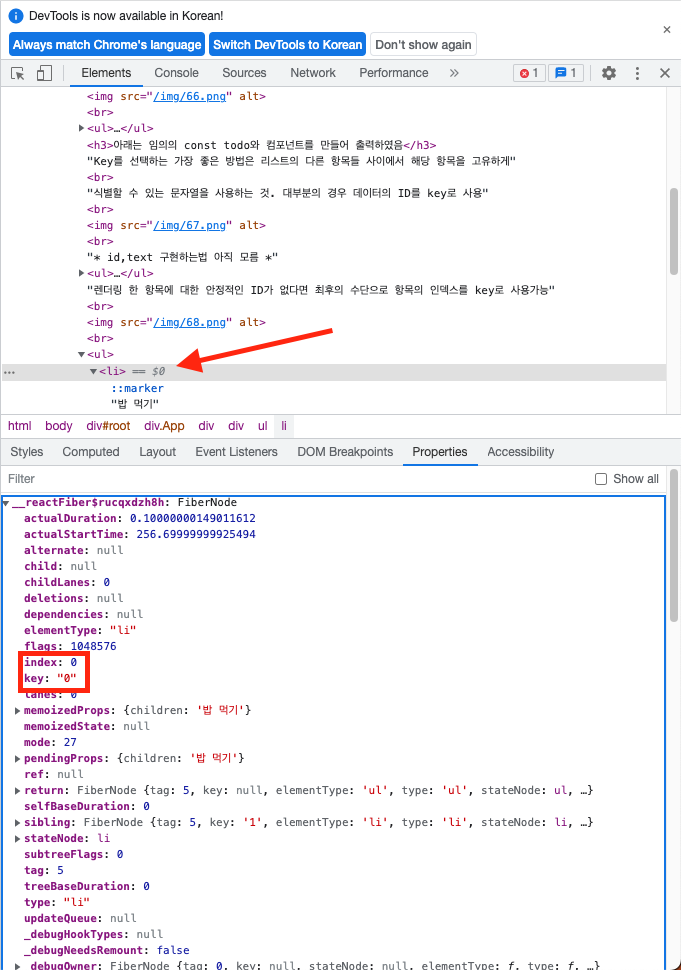 DevTools is now available in Korean!
Always match Chrome's language Switch DevTools to Korean Don't show again
Elements Console Sources Network Performance » 1 1
<img src="/img/66.png" alt>
<br>
<ul>…</ul>
<h3>아래는 임의의 const todo와 컴포넌트를 만들어 출력하였음</h3>
"Key를 선택하는 가장 좋은 방법은 리스트의 다른 항목들 사이에서 해당 항목을 고유하게"
<br>
"식별할 수 있는 문자열을 사용하는 것. 대부분의 경우 데이터의 ID를 key로 사용"
<br>
<img src="/img/67.png" alt>
<br>
"* id,text 구현하는법 아직 모름 *"
<ul>…</ul>
"렌더링 한 항목에 대한 안정적인 ID가 없다면 최후의 수단으로 항목의 인덱스를 key로 사용가능"
<br>
<img src="/img/68.png" alt>
<br>
<ul>
… <li> == $0
::marker
"밥 먹기"
html body div#root div.App div div ul li
Styles Computed Layout Event Listeners DOM Breakpoints Properties Accessibility
Filter Show all
__reactFiber$rucqxdzh8h: FiberNode
actualDuration: 0.10000000149011612
actualStartTime: 256.69999999925494
alternate: null
child: null
childLanes: 0
deletions: null
dependencies: null
elementType: "li"
flags: 1048576
index: 0
key: "0"
lanes: 0
memoizedProps: {children: '밥 먹기'}
memoizedState: null
mode: 27
pendingProps: {children: '밥 먹기'}
ref: null
return: FiberNode {tag: 5, key: null, elementType: 'ul', type: 'ul', stateNode: ul, …}
selfBaseDuration: 0
sibling: FiberNode {tag: 5, key: '1', elementType: 'li', type: 'li', stateNode: li, …}
stateNode: li
subtreeFlags: 0
tag: 5
treeBaseDuration: 0
type: "li"
updateQueue: null
_debugHookTypes: null
_debugNeedsRemount: false
_debugOwner: FiberNode {tag: 0, key: null, stateNode: null, elementType: ƒ, type: ƒ, …}